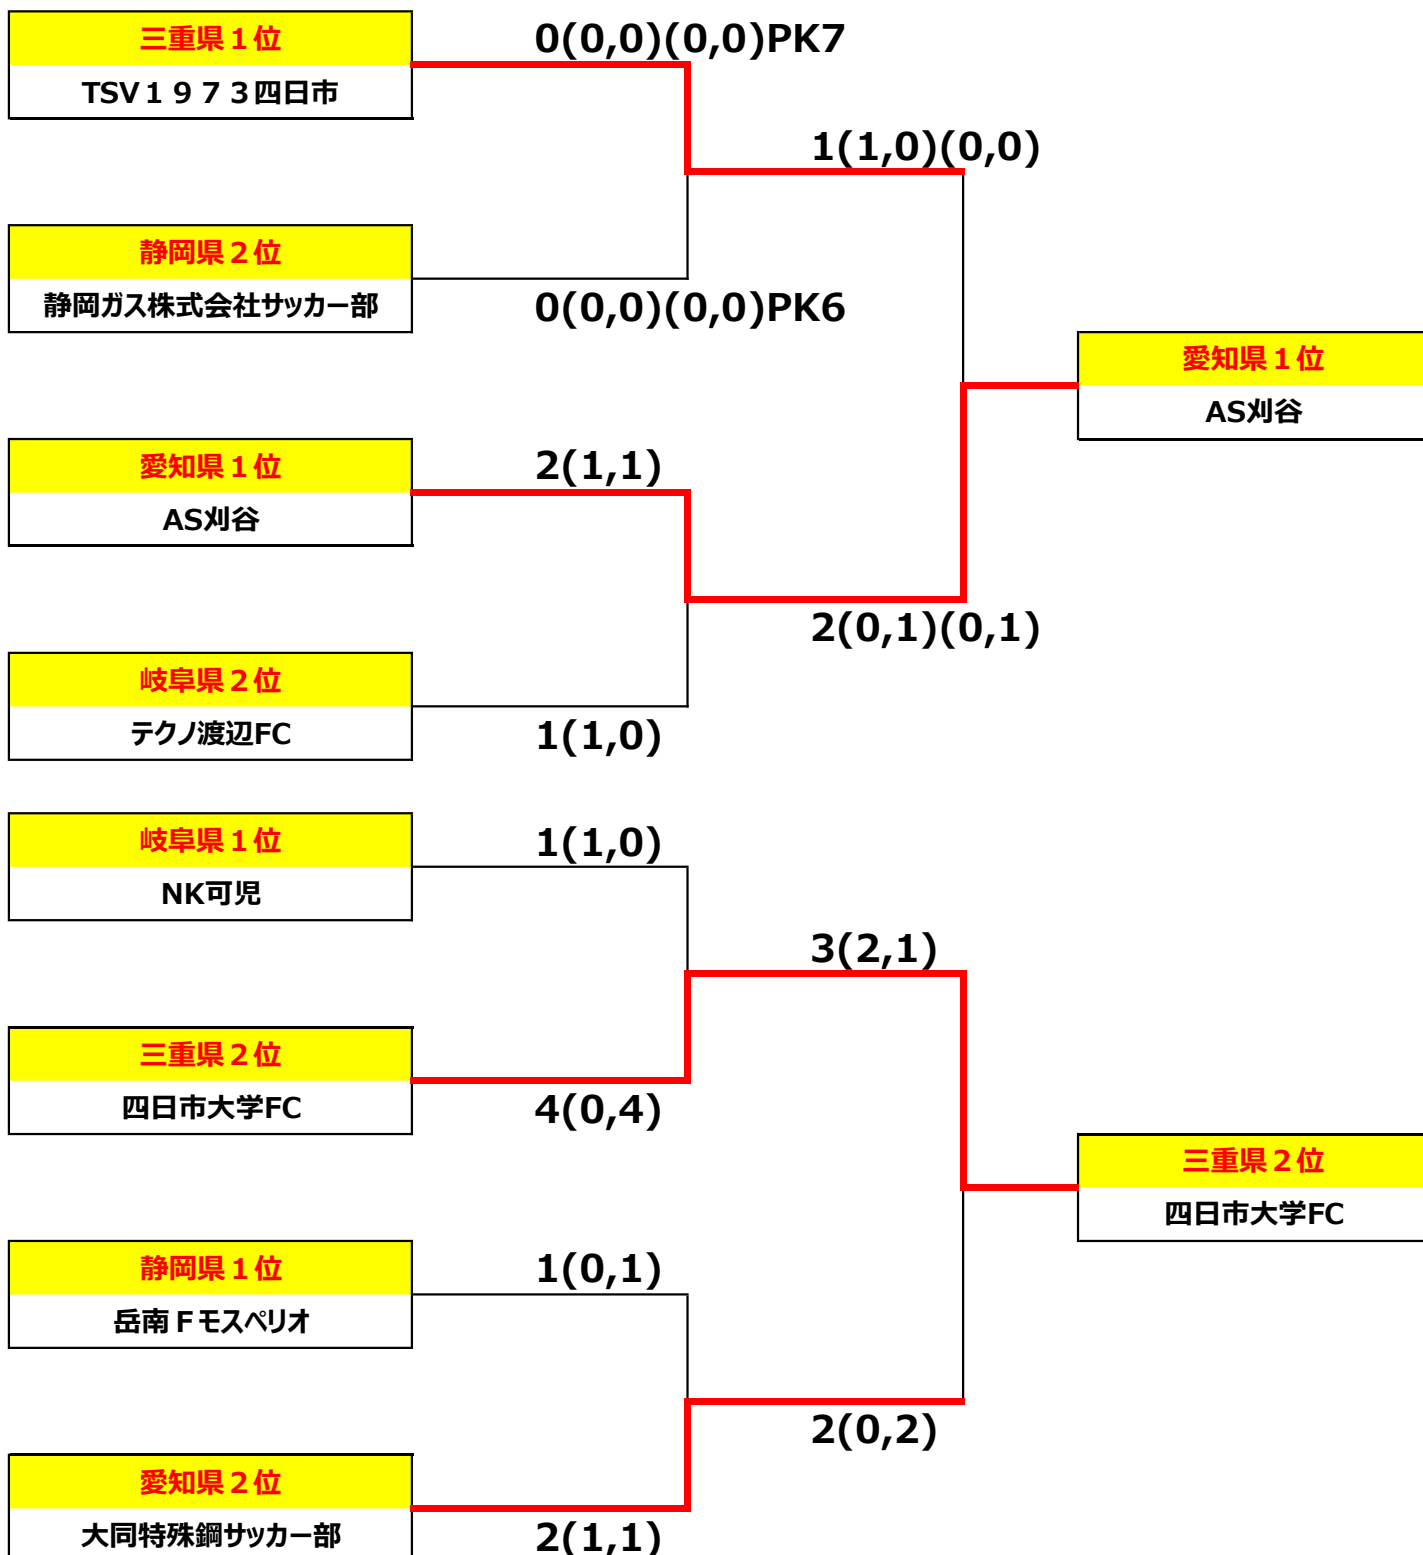 三重県１位
0(0,0)(0,0)PK7
TSV１９７３四日市
1(1,0)(0,0)
静岡県２位
静岡ガス株式会社サッカー部
0(0,0)(0,0)PK6
愛知県１位
AS刈谷
愛知県１位
2(1,1)
AS刈谷
2(0,1)(0,1)
岐阜県２位
テクノ渡辺FC
1(1,0)
岐阜県１位
1(1,0)
NK可児
3(2,1)
三重県２位
四日市大学FC
4(0,4)
三重県２位
四日市大学FC
静岡県１位
1(0,1)
岳南Ｆモスペリオ
2(0,2)
愛知県２位
大同特殊鋼サッカー部
2(1,1)